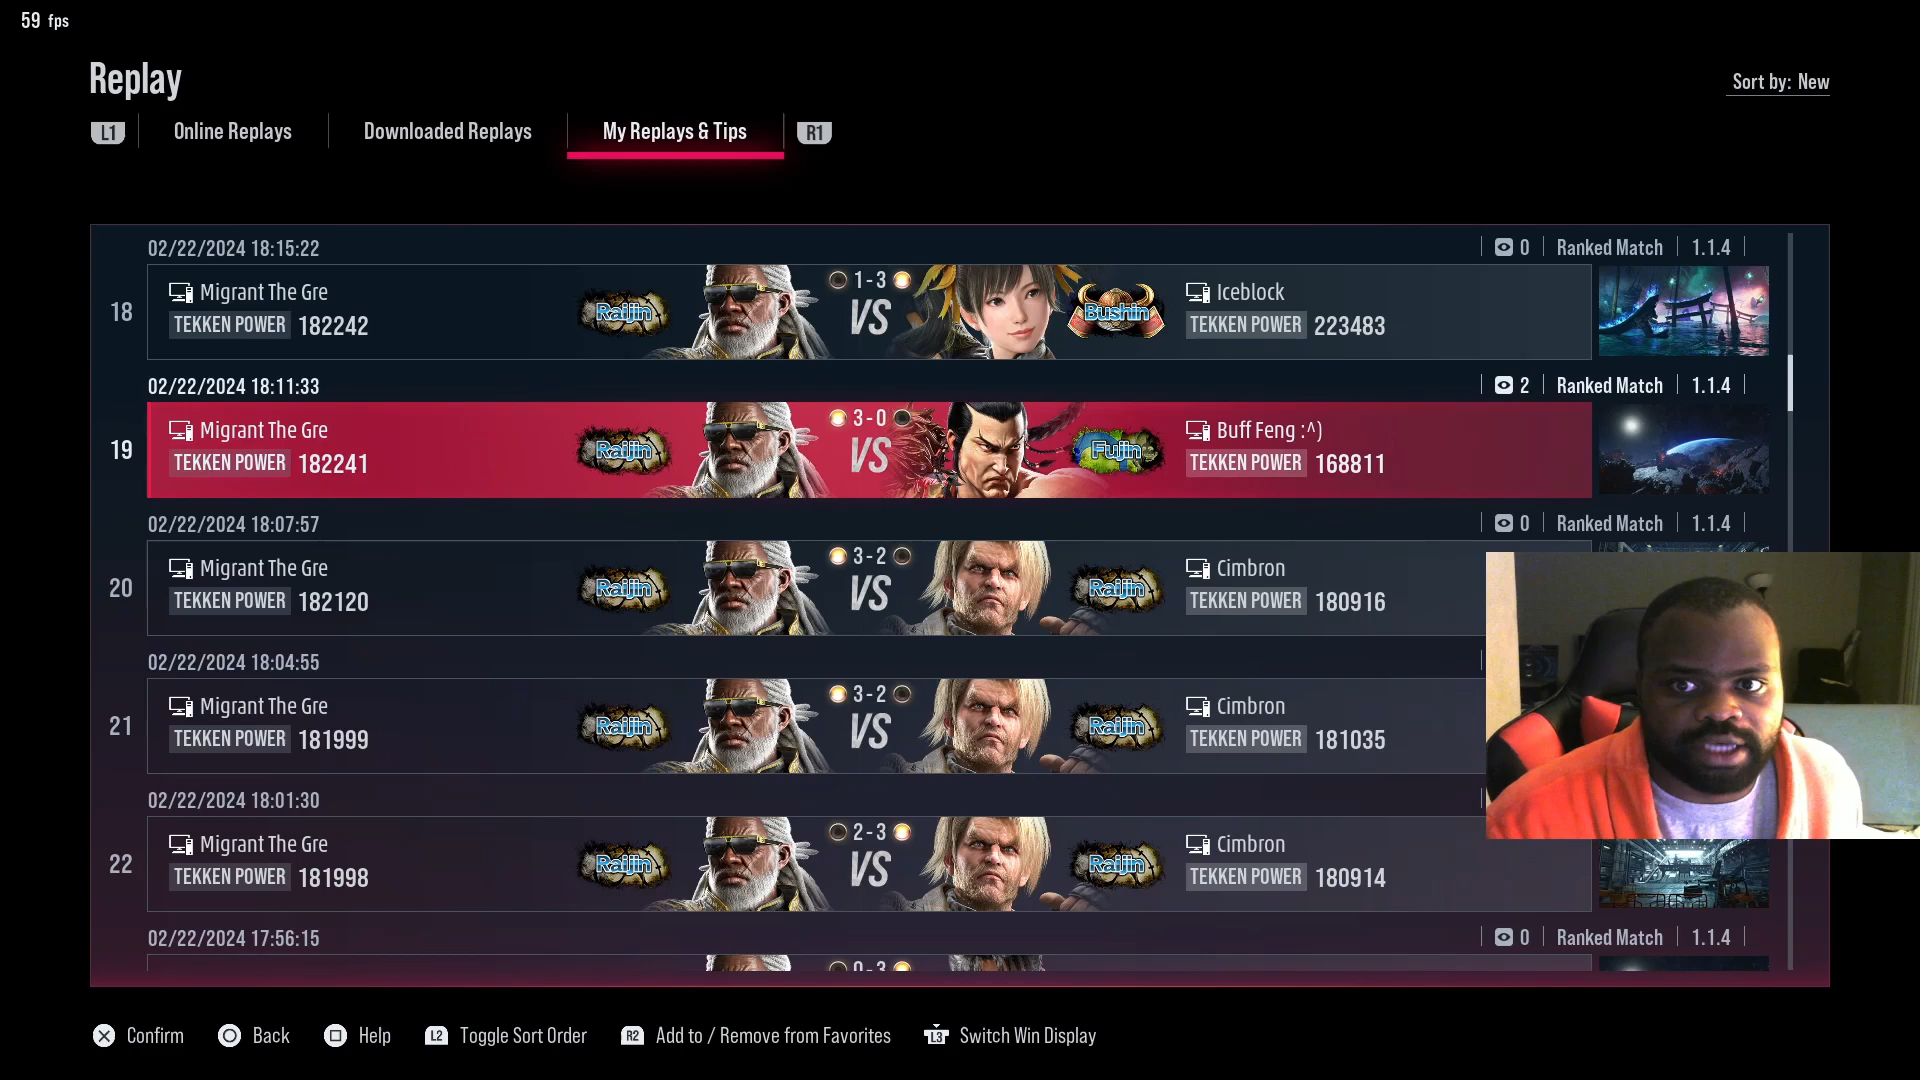 59 fps
Replay
Sort by: New
L1 Online Replays Downloaded Replays My Replays & Tips R1
02/22/2024 18:15:22 0 Ranked Match 1.1.4
18 Migrant The Gre TEKKEN POWER 182242 Raijin 1-3 VS Bushin Iceblock TEKKEN POWER 223483
02/22/2024 18:11:33 2 Ranked Match 1.1.4
19 Migrant The Gre TEKKEN POWER 182241 Raijin 3-0 VS Fujin Buff Feng :^) TEKKEN POWER 168811
02/22/2024 18:07:57 0 Ranked Match 1.1.4
20 Migrant The Gre TEKKEN POWER 182120 Raijin 3-2 VS Raijin Cimbron TEKKEN POWER 180916
02/22/2024 18:04:55
21 Migrant The Gre TEKKEN POWER 181999 Raijin 3-2 VS Raijin Cimbron TEKKEN POWER 181035
02/22/2024 18:01:30
22 Migrant The Gre TEKKEN POWER 181998 Raijin 2-3 VS Raijin Cimbron TEKKEN POWER 180914
02/22/2024 17:56:15 0 Ranked Match 1.1.4
0-3
Confirm Back Help L2 Toggle Sort Order R2 Add to / Remove from Favorites L3 Switch Win Display